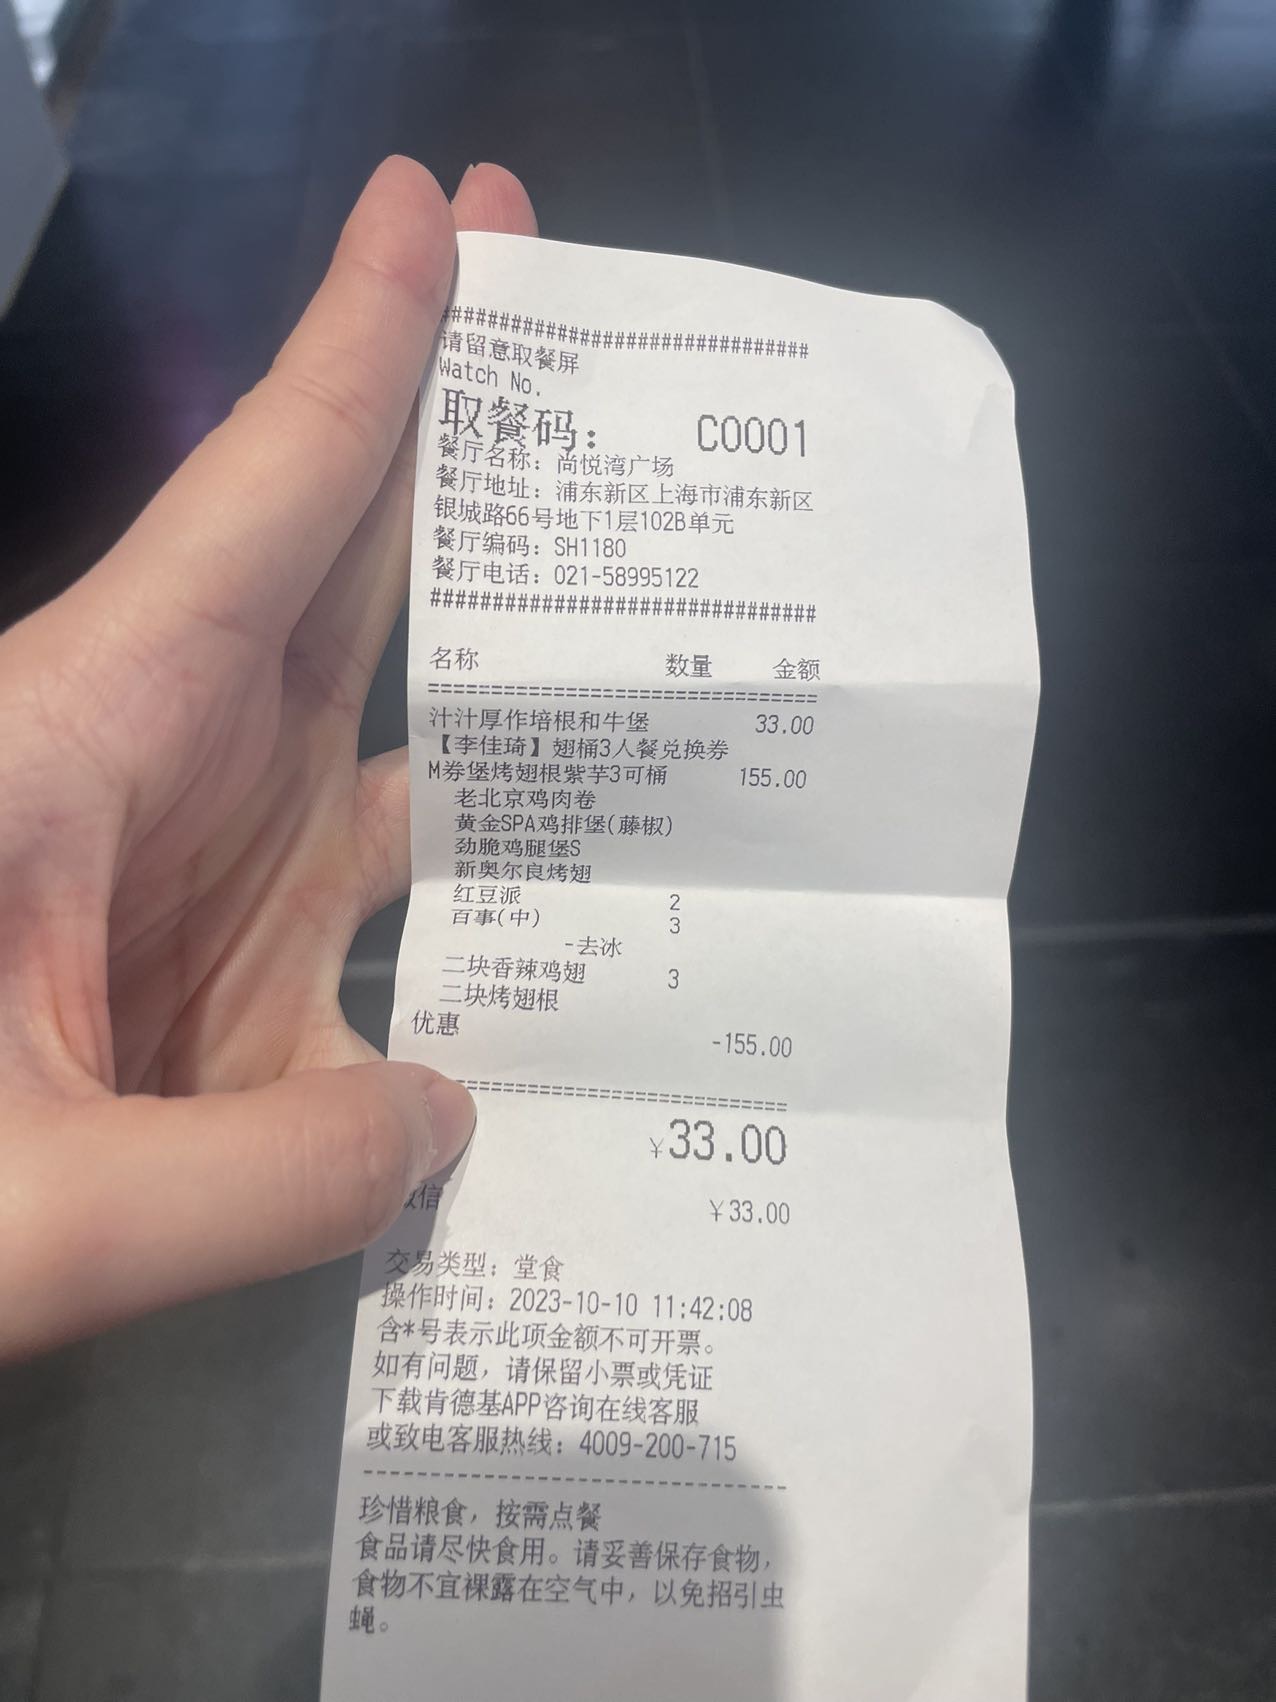 ################################
请留意取餐屏
Watch No.
取餐码： C0001
餐厅名称：尚悦湾广场
餐厅地址：浦东新区上海市浦东新区
银城路66号地下1层102B单元
餐厅编码：SH1180
餐厅电话：021-58995122
################################
名称 数量 金额
================================
汁汁厚作培根和牛堡 33.00
【李佳琦】翅桶3人餐兑换券
M券堡烤翅根紫芋3可桶 155.00
老北京鸡肉卷
黄金SPA鸡排堡(藤椒)
劲脆鸡腿堡S
新奥尔良烤翅
红豆派 2
百事(中) 3
-去冰
二块香辣鸡翅 3
二块烤翅根
优惠 -155.00
================================
¥33.00
微信 ¥33.00
交易类型：堂食
操作时间：2023-10-10 11:42:08
含*号表示此项金额不可开票。
如有问题，请保留小票或凭证
下载肯德基APP咨询在线客服
或致电客服热线：4009-200-715
--------------------------------
珍惜粮食，按需点餐
食品请尽快食用。请妥善保存食物，
食物不宜裸露在空气中，以免招引虫
蝇。